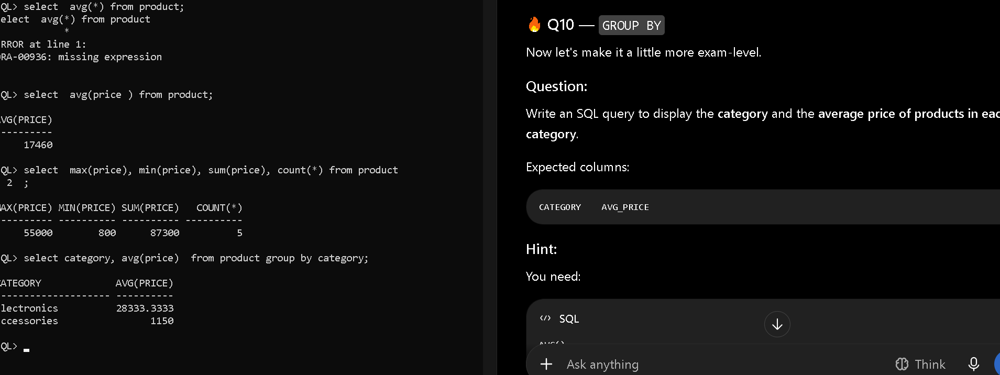 QL> select  avg(*) from product;
elect  avg(*) from product
*
RROR at line 1:
ORA-00936: missing expression
QL> select  avg(price ) from product;
AVG(PRICE)
---------
17460
QL> select  max(price), min(price), sum(price), count(*) from product
2  ;
MAX(PRICE) MIN(PRICE) SUM(PRICE)   COUNT(*)
--------- ---------- ---------- ----------
55000        800      87300          5
QL> select category, avg(price)  from product group by category;
CATEGORY             AVG(PRICE)
------------------- ----------
lectronics          28333.3333
ccessories                1150
QL>
🔥 Q10 — GROUP BY
Now let's make it a little more exam-level.
Question:
Write an SQL query to display the category and the average price of products in eac
category.
Expected columns:
CATEGORY    AVG_PRICE
Hint:
You need:
</> SQL
AVG()
+ Ask anything
Think